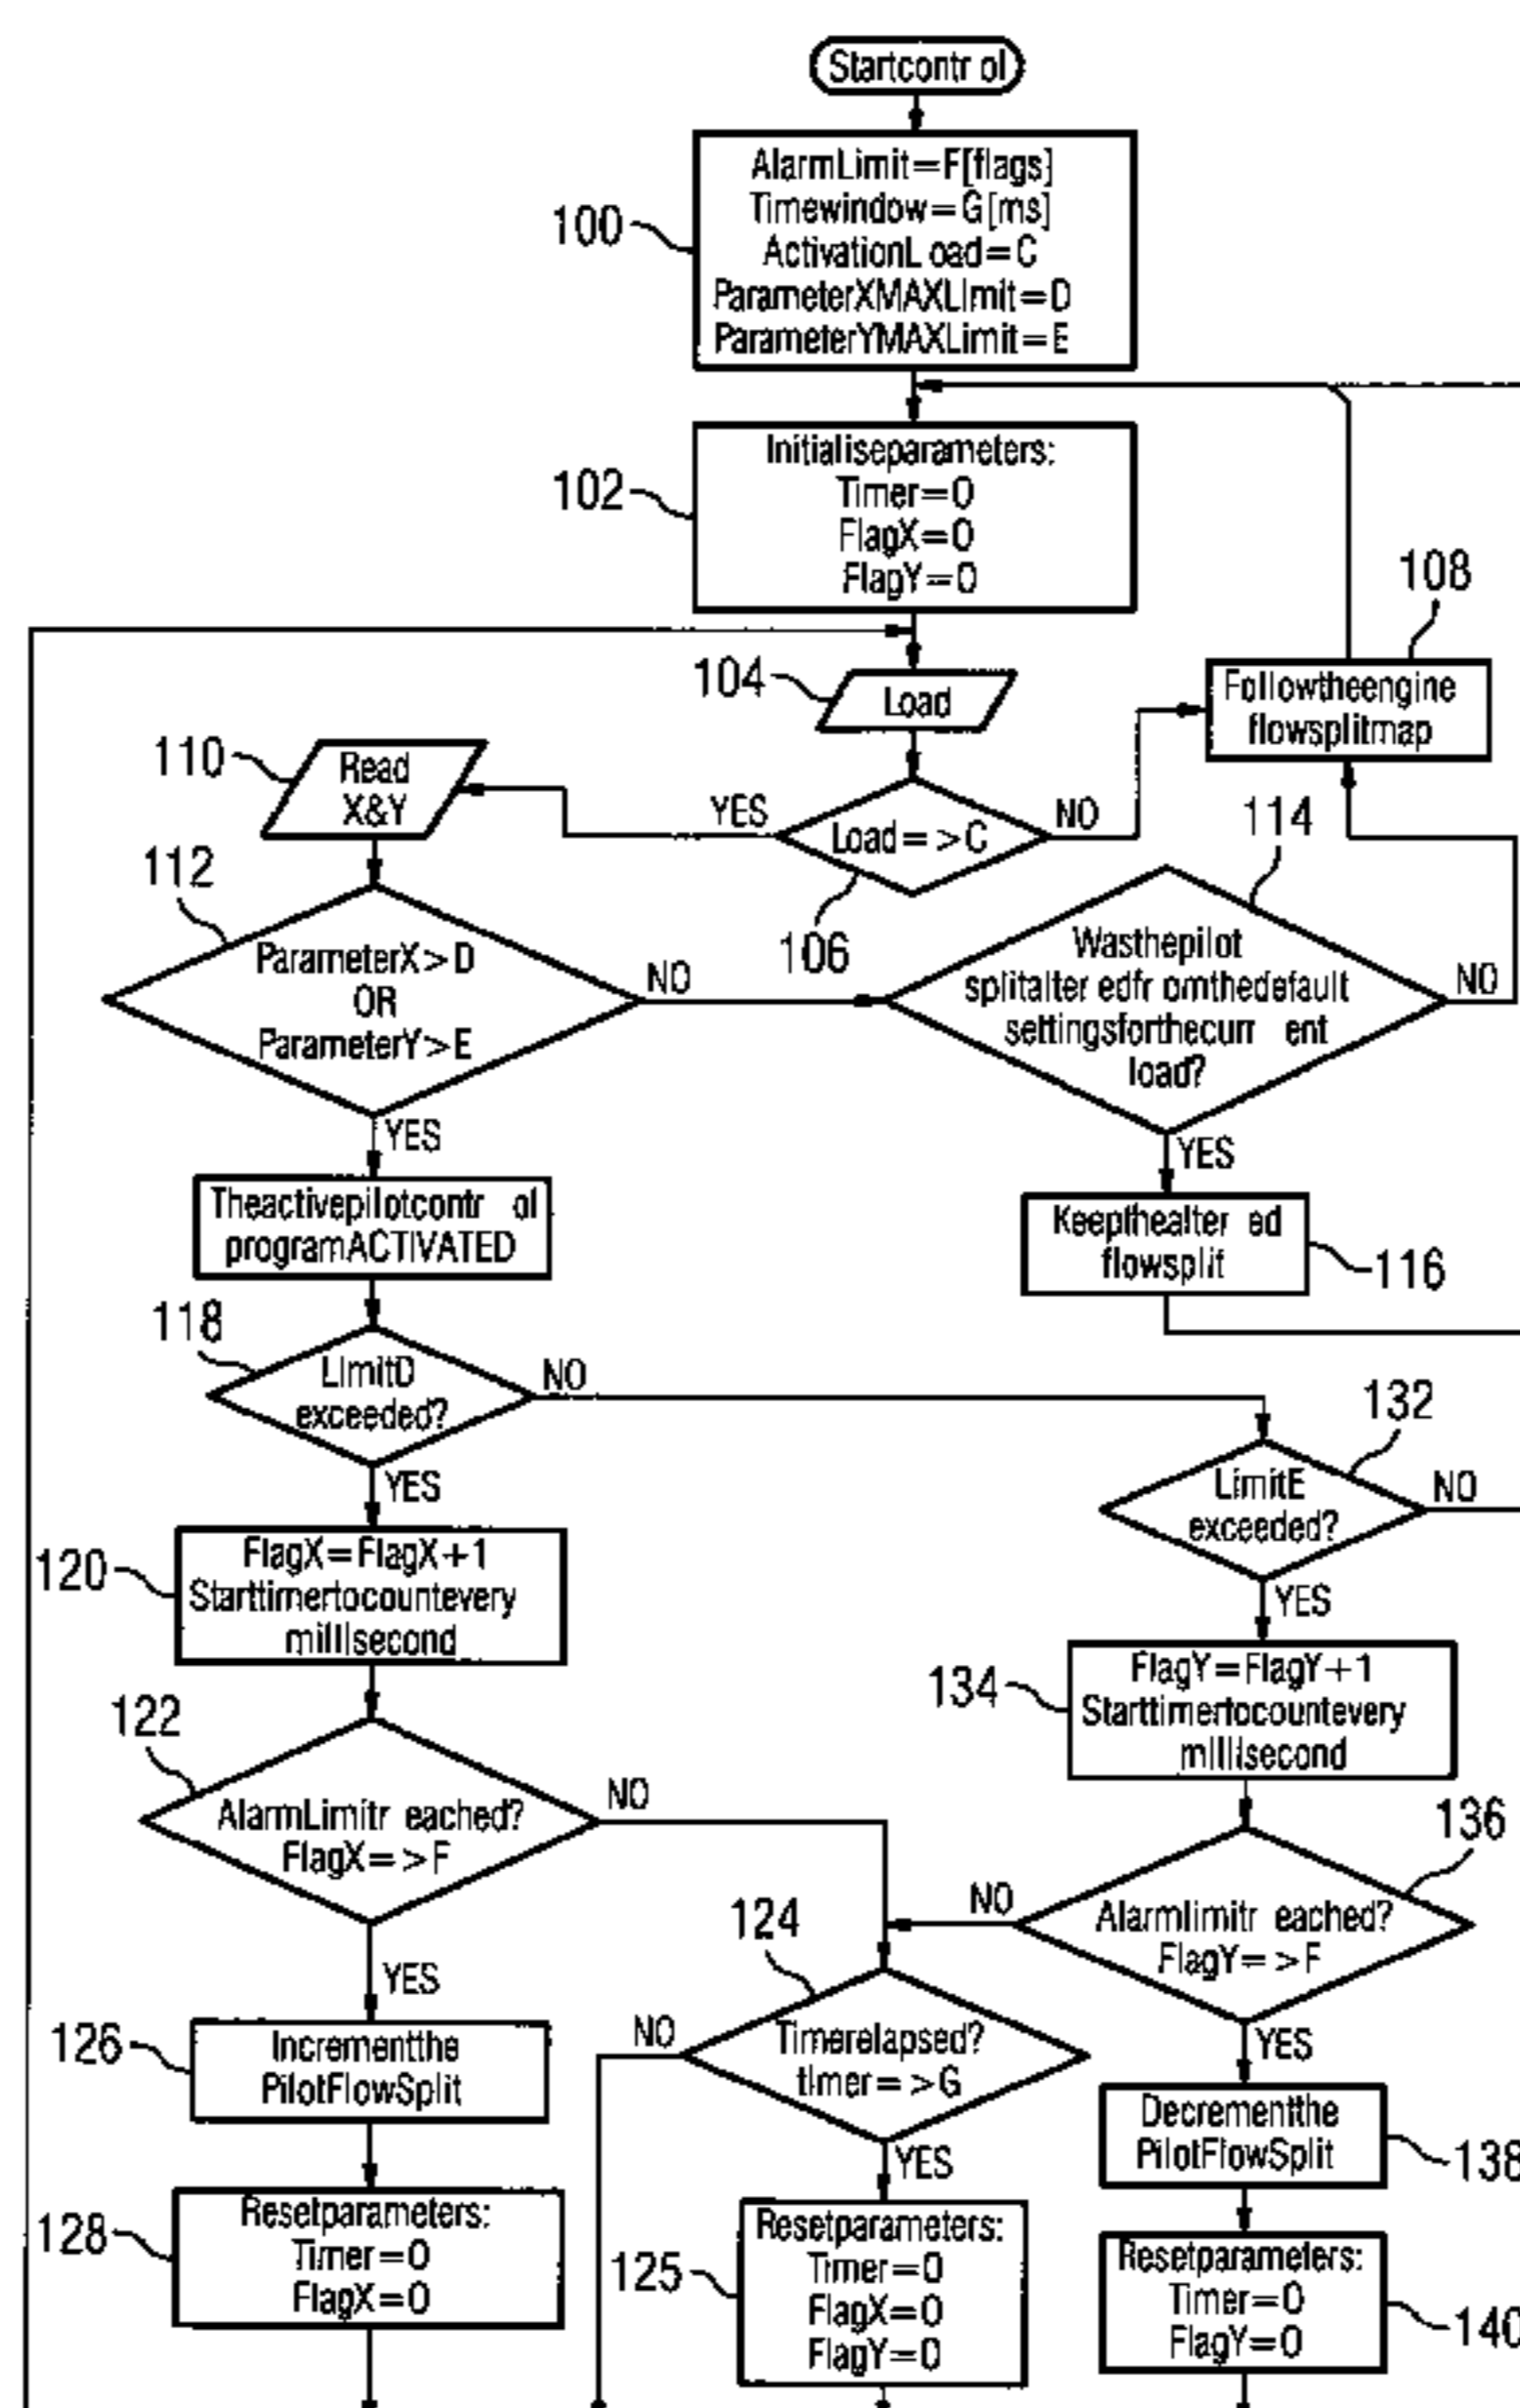 Startcontr ol
AlarmLimit=F[flags]
Timewindow=G[ms]
ActivationL oad=C
ParameterXMAXLimit=D
ParameterYMAXLimit=E
100
Initialiseparameters:
Timer=0
FlagX=0
FlagY=0
102
108
104
Load
Followtheengine
flowsplitmap
110
Read
X&Y
YES
Load=>C
NO
114
112
106
ParameterX>D
OR
ParameterY>E
NO
Wasthepilot
splitalter edfr omthedefault
settingsforthecurr ent
load?
NO
YES
YES
Theactivepilotcontr ol
programACTIVATED
Keepthealter ed
flowsplit
116
118
LimitD
exceeded?
NO
132
YES
LimitE
exceeded?
NO
120
FlagX=FlagX+1
Starttimertocountevery
millisecond
YES
134
FlagY=FlagY+1
Starttimertocountevery
millisecond
122
AlarmLimitr eached?
FlagX=>F
NO
136
124
NO
Alarmlimitr eached?
FlagY=>F
YES
126
Incrementthe
PilotFlowSplit
NO
Timerelapsed?
timer=>G
YES
Decrementthe
PilotFlowSplit
138
YES
128
Resetparameters:
Timer=0
FlagX=0
125
Resetparameters:
Timer=0
FlagX=0
FlagY=0
Resetparameters:
Timer=0
FlagY=0
140